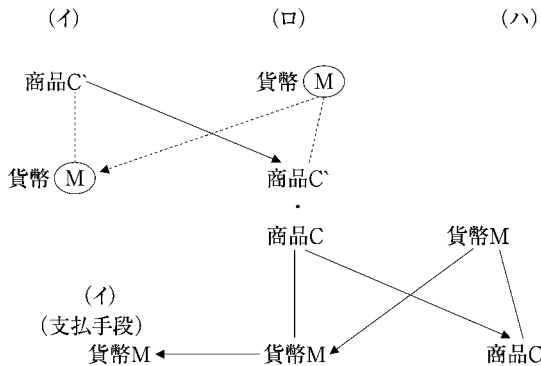 (イ) (ロ) (ハ)
商品C` 貨幣 M
貨幣 M 商品C`
・
商品C 貨幣M
(イ)
(支払手段)
貨幣M 貨幣M 商品C